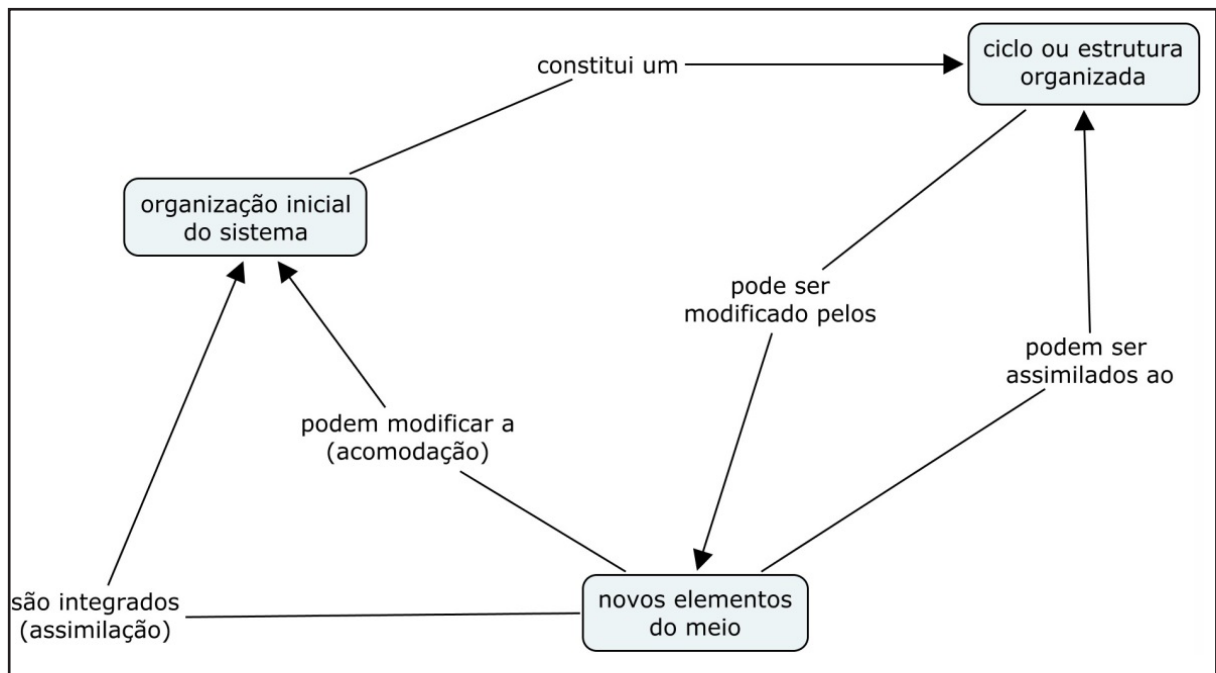 ciclo ou estrutura
organizada
constitui um
organização inicial
do sistema
pode ser
modificado pelos
podem ser
assimilados ao
podem modificar a
(acomodação)
são integrados
(assimilação)
novos elementos
do meio